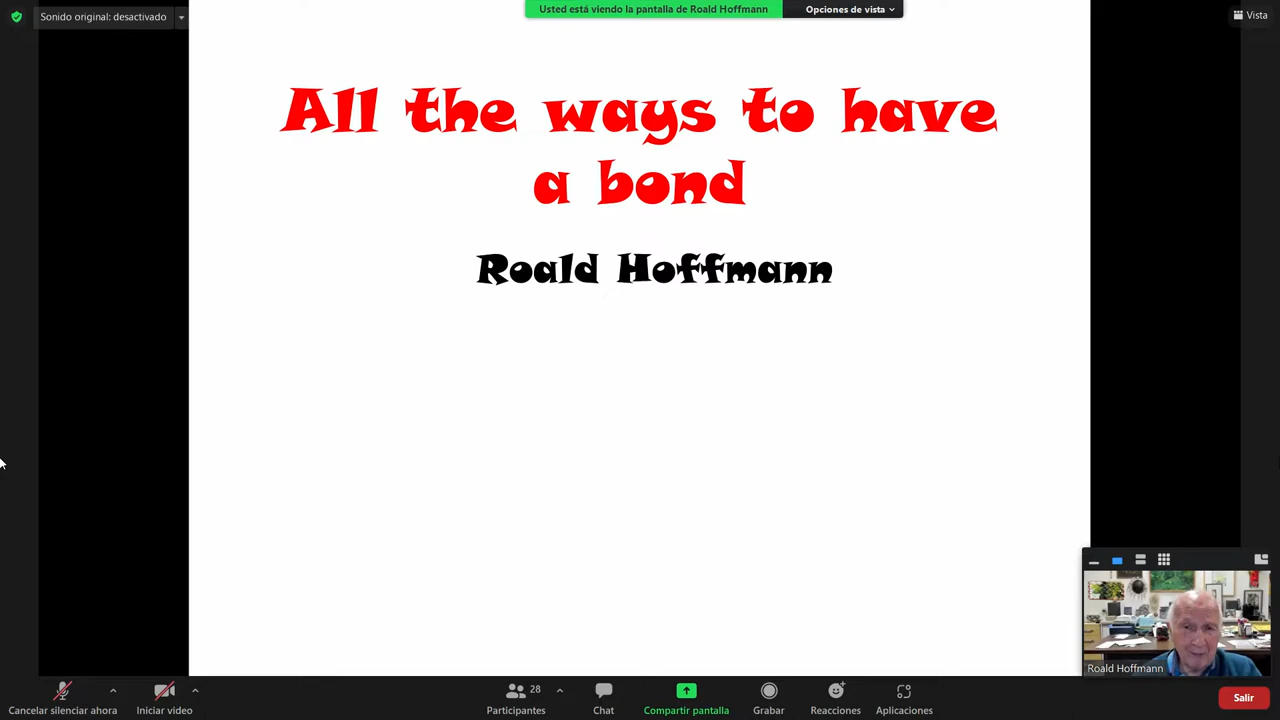 Sonido original: desactivado
Usted está viendo la pantalla de Roald Hoffmann
Opciones de vista
Vista
All the ways to have
a bond
Roald Hoffmann
Roald Hoffmann
Cancelar silenciar ahora
Iniciar video
28
Participantes
Chat
Compartir pantalla
Grabar
Reacciones
Aplicaciones
Salir